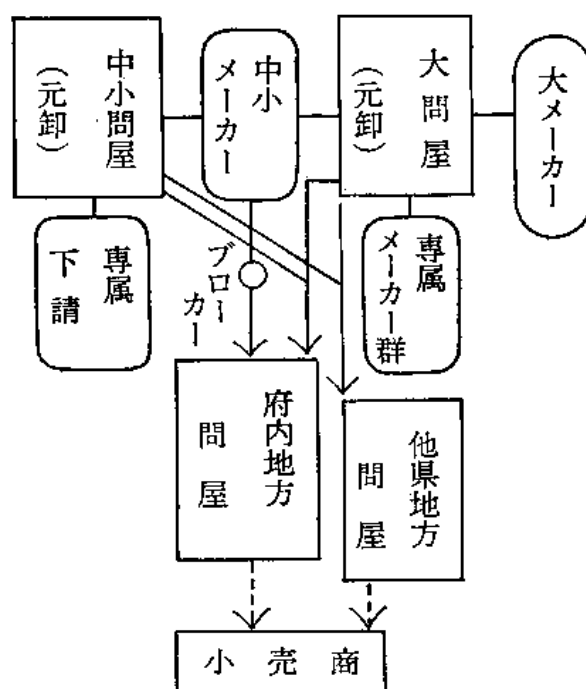 大メーカー
大問屋
(元卸)
中小
メーカー
中小問屋
(元卸)
専属
メーカー群
専属
下請
ブロー
カー
他県地方
問屋
府内地方
問屋
小売商